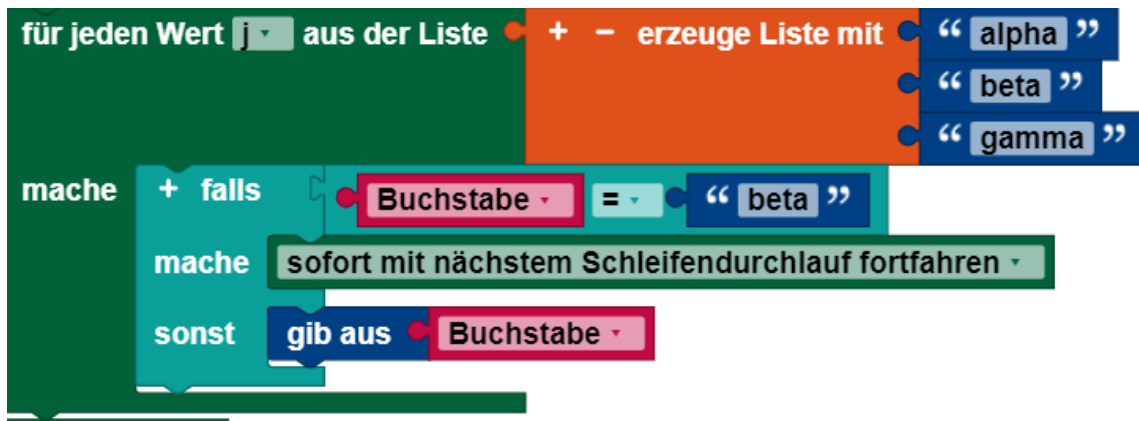 für jeden Wert j aus der Liste + − erzeuge Liste mit “ alpha ”
“ beta ”
“ gamma ”
mache + falls Buchstabe = “ beta ”
mache sofort mit nächstem Schleifendurchlauf fortfahren
sonst gib aus Buchstabe